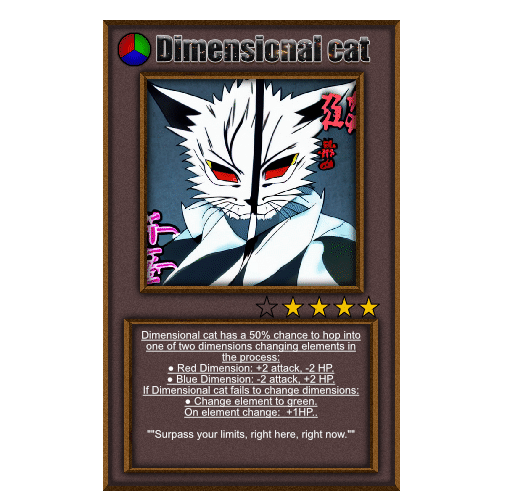 Dimensional cat
Dimensional cat has a 50% chance to hop into
one of two dimensions changing elements in
the process:
● Red Dimension: +2 attack, -2 HP.
● Blue Dimension: -2 attack, +2 HP.
If Dimensional cat fails to change dimensions:
● Change element to green.
On element change:  +1HP..
""Surpass your limits, right here, right now.""